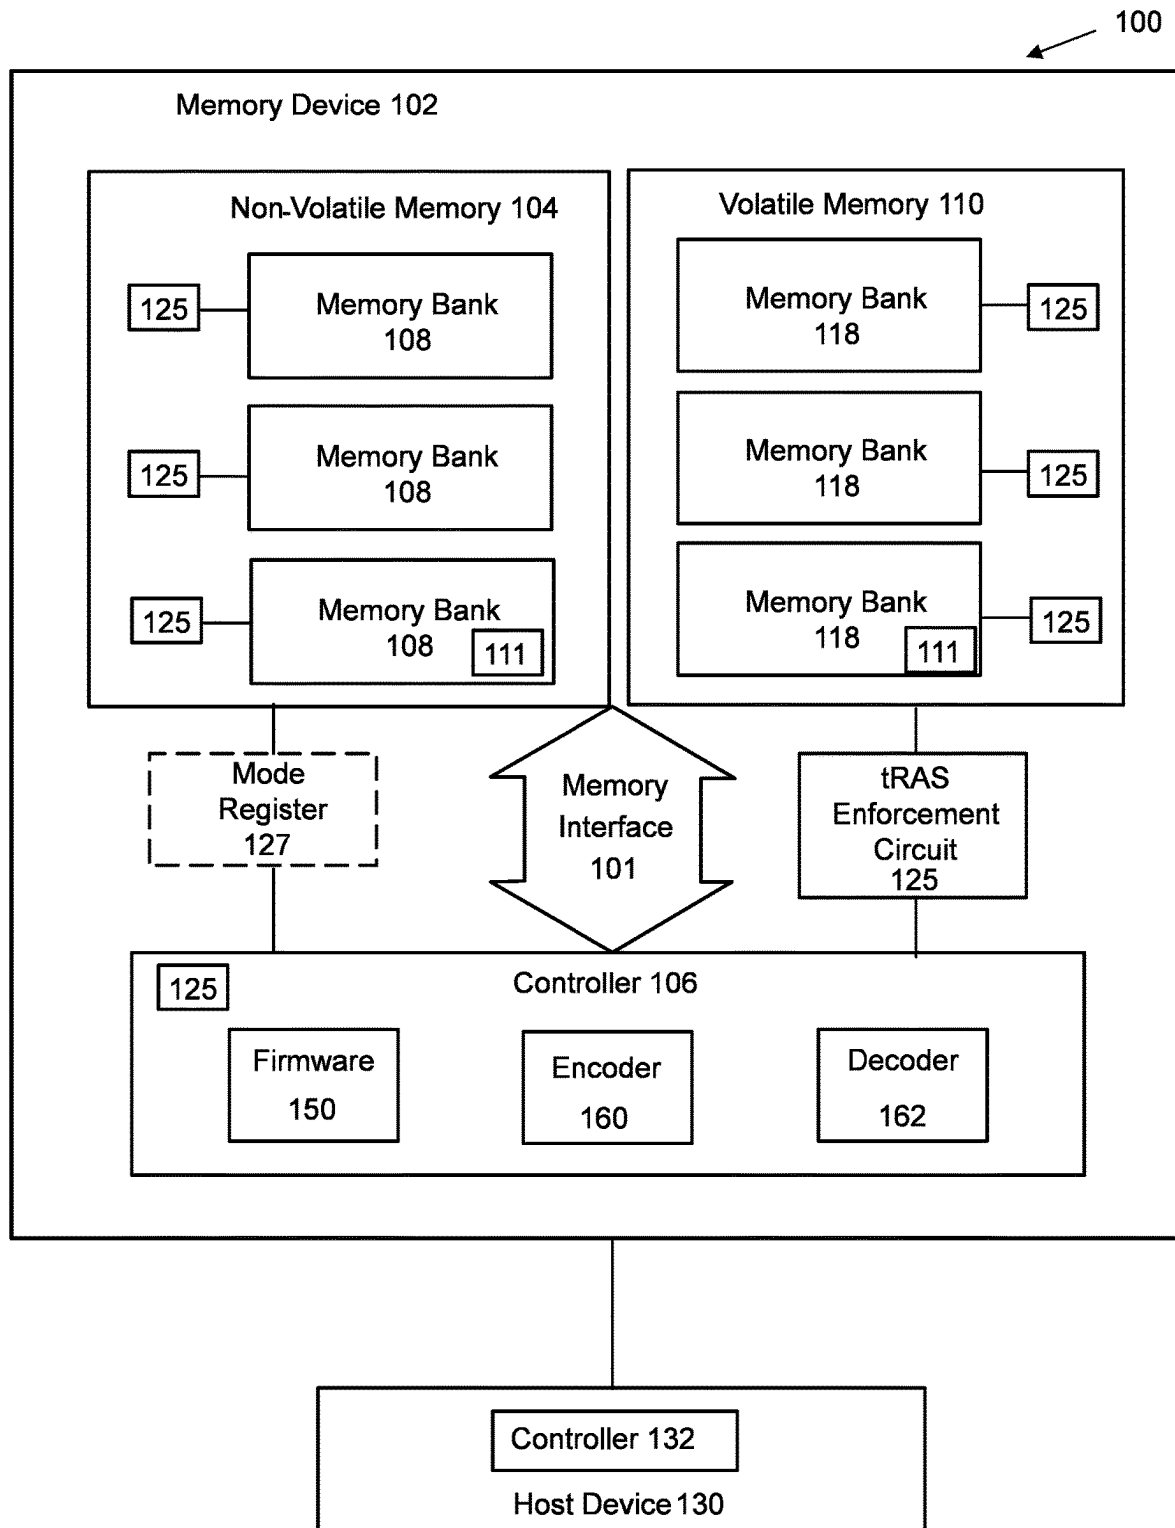 100
Memory Device 102
Non-Volatile Memory 104
125
Memory Bank
108
125
Memory Bank
108
125
Memory Bank
108
111
Volatile Memory 110
Memory Bank
118
125
Memory Bank
118
125
Memory Bank
118
111
125
Mode
Register
127
Memory
Interface
101
tRAS
Enforcement
Circuit
125
125
Controller 106
Firmware
150
Encoder
160
Decoder
162
Controller 132
Host Device 130